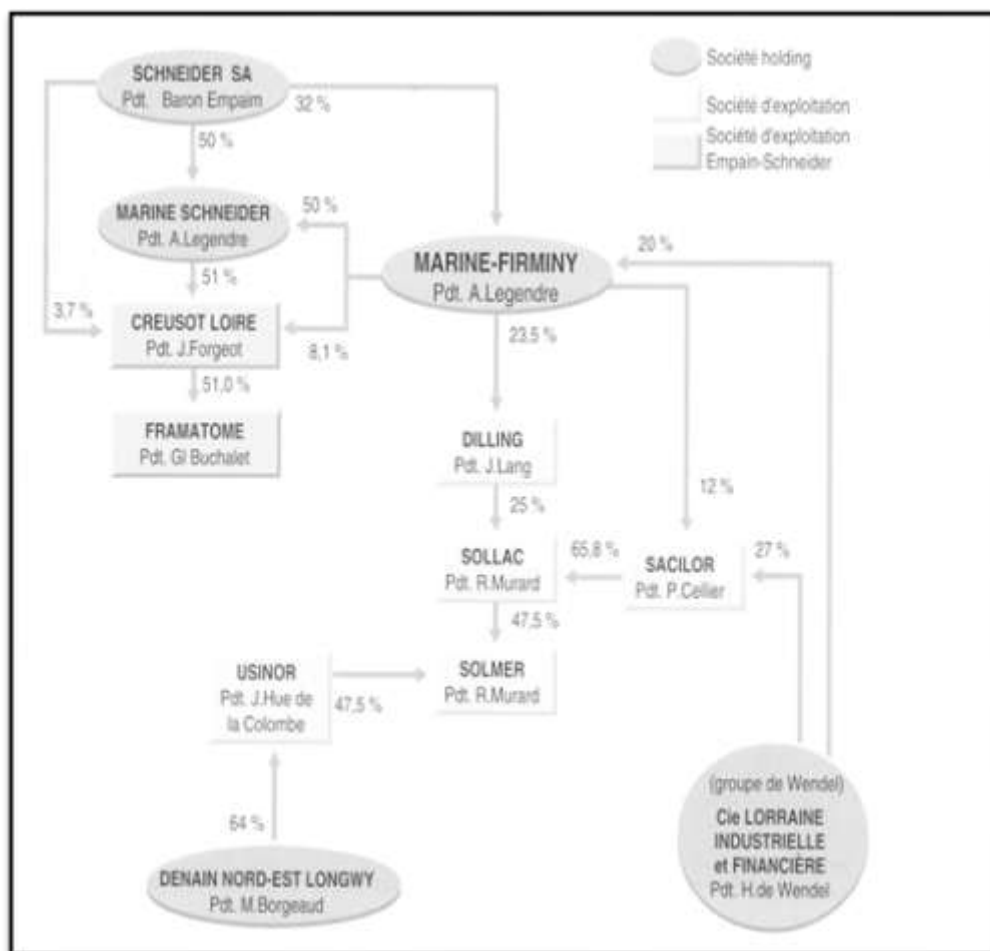 SCHNEIDER SA
Pdt. Baron Empaim
32 %
50 %
Société holding
Société d'exploitation
Société d'exploitation
Empain-Schneider
MARINE SCHNEIDER
Pdt. A.Legendre
50 %
51 %
MARINE-FIRMINY
Pdt. A.Legendre
20 %
3,7 %
CREUSOT LOIRE
Pdt. J.Forgeot
8,1 %
23,5 %
51,0 %
FRAMATOME
Pdt. Gl Buchalet
DILLING
Pdt. J.Lang
25 %
12 %
SOLLAC
Pdt. R.Murard
65,8 %
SACILOR
Pdt. P.Cellier
27 %
47,5 %
USINOR
Pdt. J.Hue de
la Colombe
47,5 %
SOLMER
Pdt. R.Murard
64 %
DENAIN NORD-EST LONGWY
Pdt. M.Borgeaud
(groupe de Wendel)
Cie LORRAINE
INDUSTRIELLE
et FINANCIÈRE
Pdt. H.de Wendel